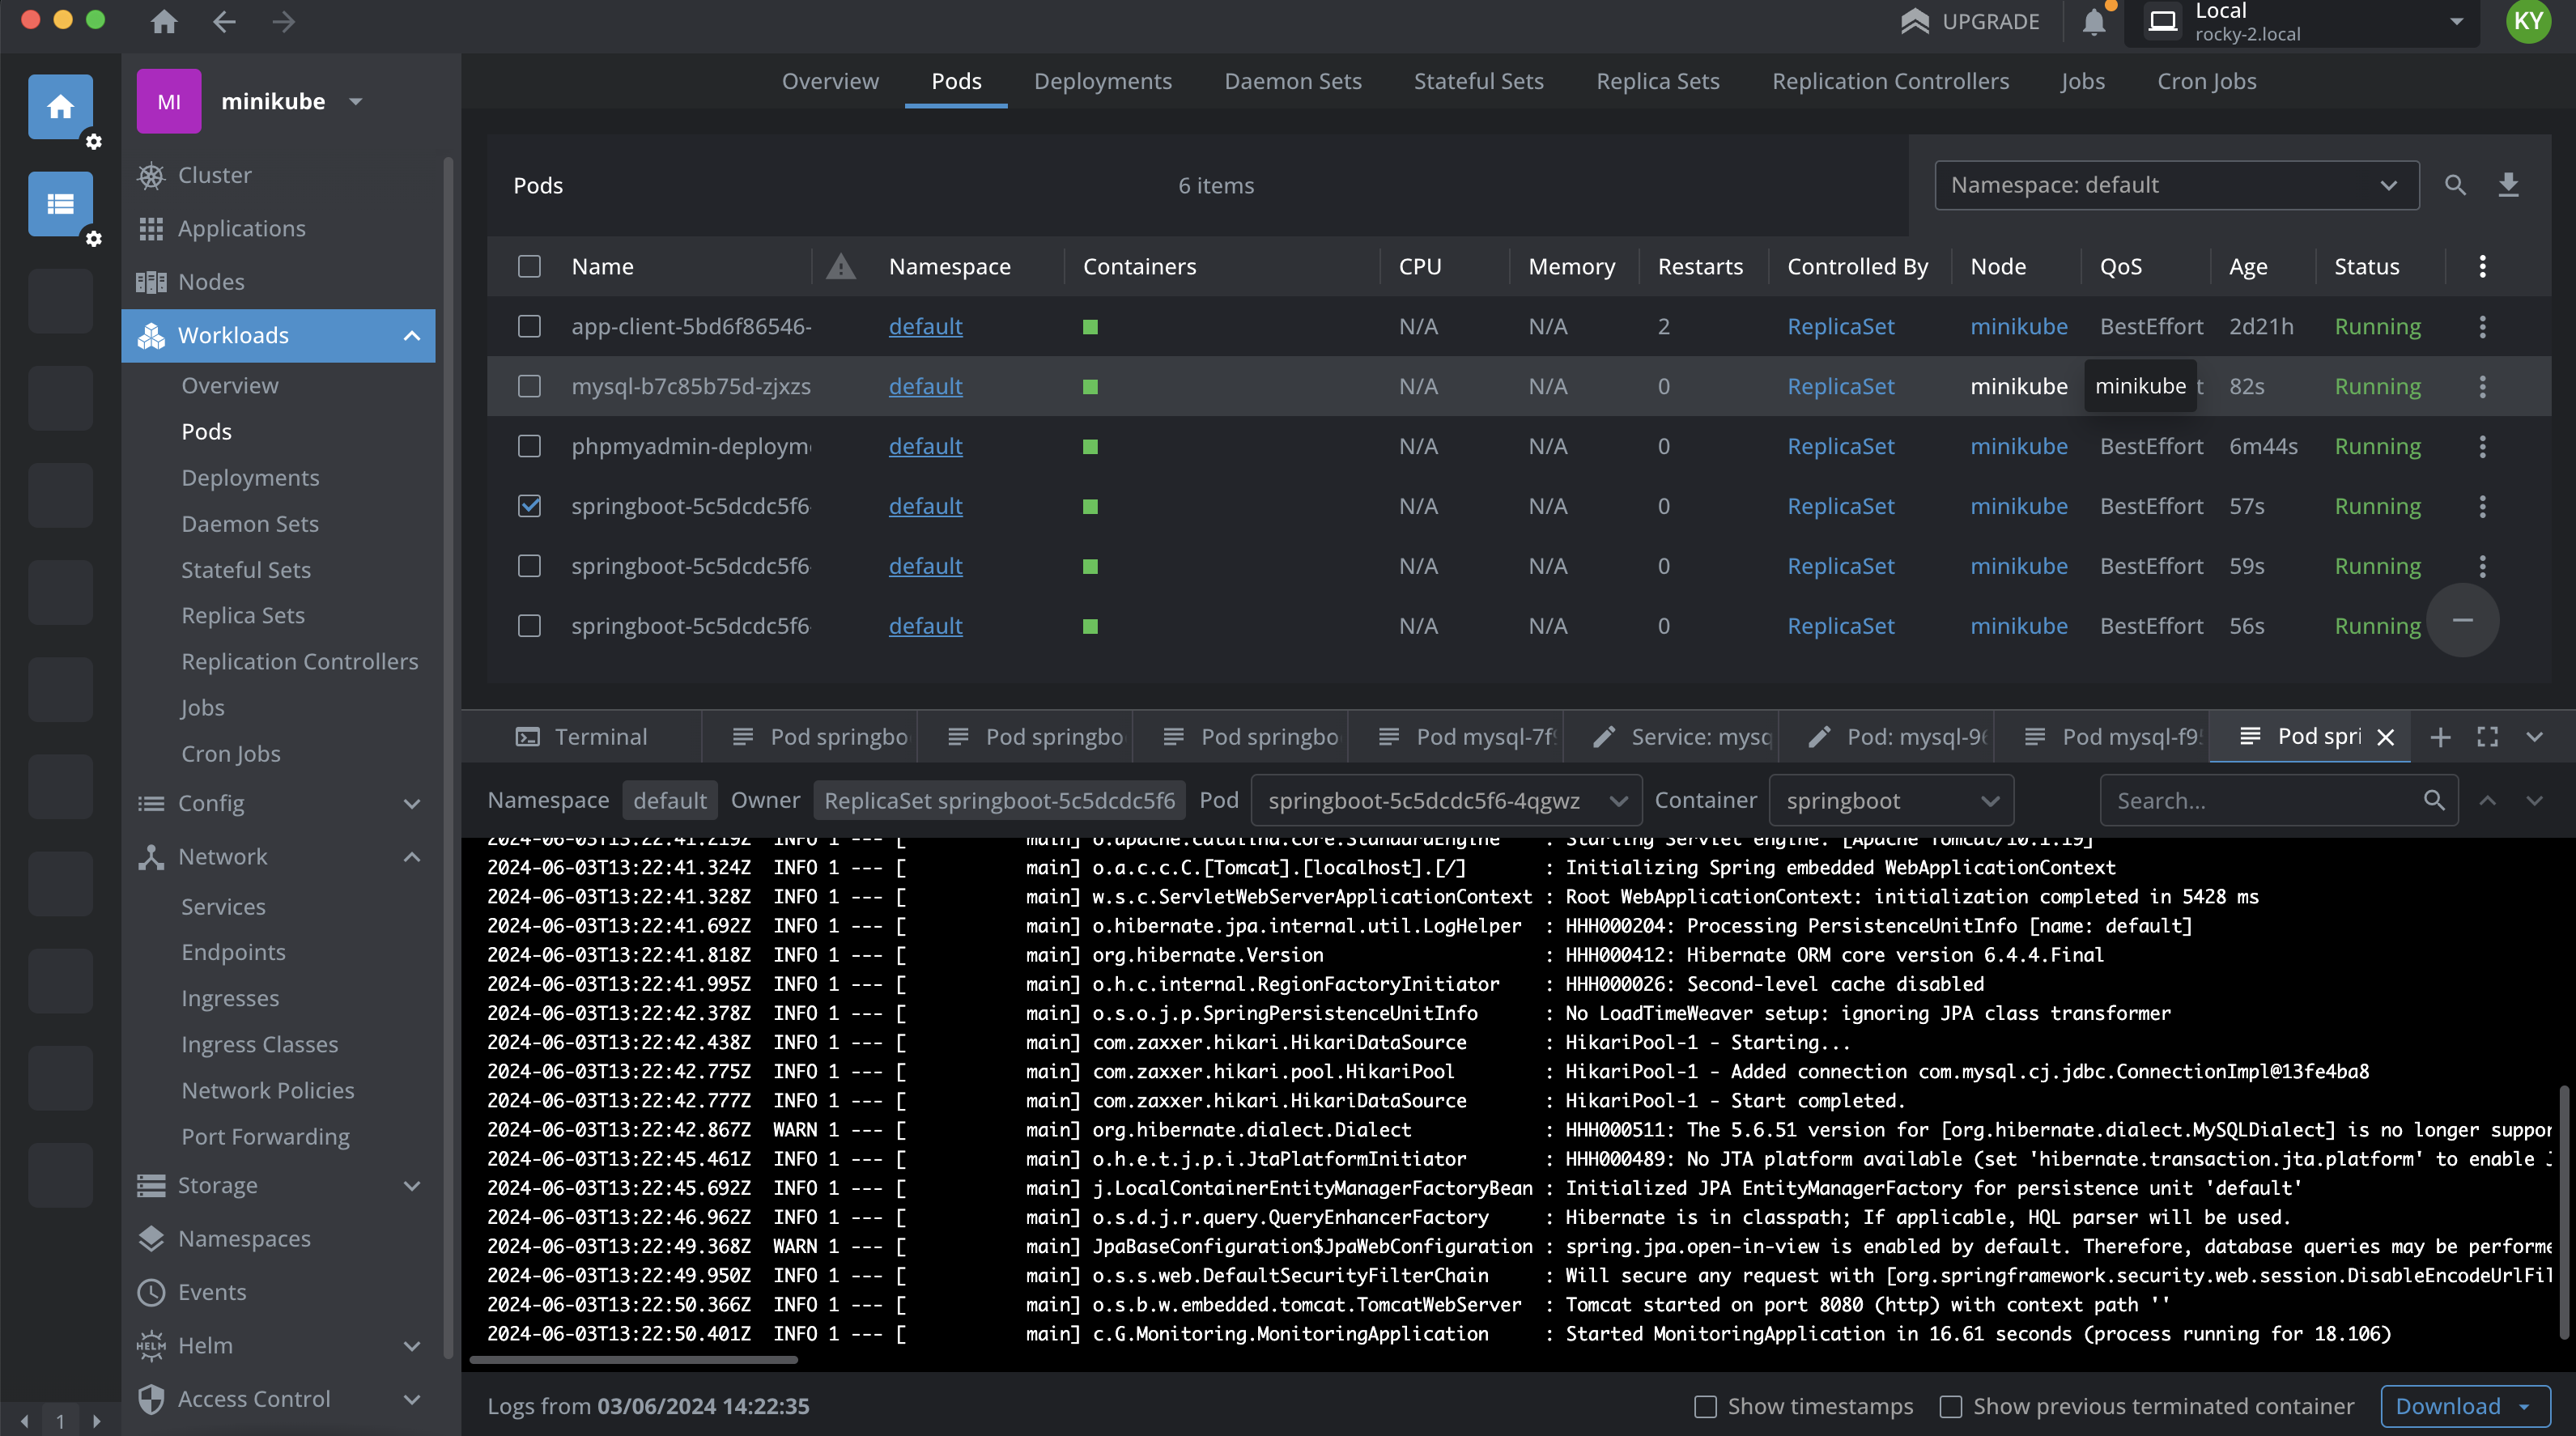 UPGRADE
Local
rocky-2.local
KY
MI
minikube
Cluster
Applications
Nodes
Workloads
Overview
Pods
Deployments
Daemon Sets
Stateful Sets
Replica Sets
Replication Controllers
Jobs
Cron Jobs
Config
Network
Services
Endpoints
Ingresses
Ingress Classes
Network Policies
Port Forwarding
Storage
Namespaces
Events
HELM
Helm
Access Control
1
Overview Pods Deployments Daemon Sets Stateful Sets Replica Sets Replication Controllers Jobs Cron Jobs
Pods 6 items Namespace: default
Name Namespace Containers CPU Memory Restarts Controlled By Node QoS Age Status
app-client-5bd6f86546- default N/A N/A 2 ReplicaSet minikube BestEffort 2d21h Running
mysql-b7c85b75d-zjxzs default N/A N/A 0 ReplicaSet minikube minikube t 82s Running
phpmyadmin-deploym default N/A N/A 0 ReplicaSet minikube BestEffort 6m44s Running
springboot-5c5dcdc5f6 default N/A N/A 0 ReplicaSet minikube BestEffort 57s Running
springboot-5c5dcdc5f6 default N/A N/A 0 ReplicaSet minikube BestEffort 59s Running
springboot-5c5dcdc5f6 default N/A N/A 0 ReplicaSet minikube BestEffort 56s Running
Terminal Pod springbo Pod springbo Pod springbo Pod mysql-7f Service: mysq Pod: mysql-96 Pod mysql-f95 Pod spri
Namespace default Owner ReplicaSet springboot-5c5dcdc5f6 Pod springboot-5c5dcdc5f6-4qgwz Container springboot Search...
2024-06-03T13:22:41.219Z INFO 1 --- [ main] o.apache.catalina.core.StandardEngine : Starting Servlet engine: [Apache Tomcat/10.1.19]
2024-06-03T13:22:41.324Z INFO 1 --- [ main] o.a.c.c.C.[Tomcat].[localhost].[/] : Initializing Spring embedded WebApplicationContext
2024-06-03T13:22:41.328Z INFO 1 --- [ main] w.s.c.ServletWebServerApplicationContext : Root WebApplicationContext: initialization completed in 5428 ms
2024-06-03T13:22:41.692Z INFO 1 --- [ main] o.hibernate.jpa.internal.util.LogHelper : HHH000204: Processing PersistenceUnitInfo [name: default]
2024-06-03T13:22:41.818Z INFO 1 --- [ main] org.hibernate.Version : HHH000412: Hibernate ORM core version 6.4.4.Final
2024-06-03T13:22:41.995Z INFO 1 --- [ main] o.h.c.internal.RegionFactoryInitiator : HHH000026: Second-level cache disabled
2024-06-03T13:22:42.378Z INFO 1 --- [ main] o.s.o.j.p.SpringPersistenceUnitInfo : No LoadTimeWeaver setup: ignoring JPA class transformer
2024-06-03T13:22:42.438Z INFO 1 --- [ main] com.zaxxer.hikari.HikariDataSource : HikariPool-1 - Starting...
2024-06-03T13:22:42.775Z INFO 1 --- [ main] com.zaxxer.hikari.pool.HikariPool : HikariPool-1 - Added connection com.mysql.cj.jdbc.ConnectionImpl@13fe4ba8
2024-06-03T13:22:42.777Z INFO 1 --- [ main] com.zaxxer.hikari.HikariDataSource : HikariPool-1 - Start completed.
2024-06-03T13:22:42.867Z WARN 1 --- [ main] org.hibernate.dialect.Dialect : HHH000511: The 5.6.51 version for [org.hibernate.dialect.MySQLDialect] is no longer suppor
2024-06-03T13:22:45.461Z INFO 1 --- [ main] o.h.e.t.j.p.i.JtaPlatformInitiator : HHH000489: No JTA platform available (set 'hibernate.transaction.jta.platform' to enable J
2024-06-03T13:22:45.692Z INFO 1 --- [ main] j.LocalContainerEntityManagerFactoryBean : Initialized JPA EntityManagerFactory for persistence unit 'default'
2024-06-03T13:22:46.962Z INFO 1 --- [ main] o.s.d.j.r.query.QueryEnhancerFactory : Hibernate is in classpath; If applicable, HQL parser will be used.
2024-06-03T13:22:49.368Z WARN 1 --- [ main] JpaBaseConfiguration$JpaWebConfiguration : spring.jpa.open-in-view is enabled by default. Therefore, database queries may be performe
2024-06-03T13:22:49.950Z INFO 1 --- [ main] o.s.s.web.DefaultSecurityFilterChain : Will secure any request with [org.springframework.security.web.session.DisableEncodeUrlFil
2024-06-03T13:22:50.366Z INFO 1 --- [ main] o.s.b.w.embedded.tomcat.TomcatWebServer : Tomcat started on port 8080 (http) with context path ''
2024-06-03T13:22:50.401Z INFO 1 --- [ main] c.G.Monitoring.MonitoringApplication : Started MonitoringApplication in 16.61 seconds (process running for 18.106)
Logs from 03/06/2024 14:22:35 Show timestamps Show previous terminated container Download